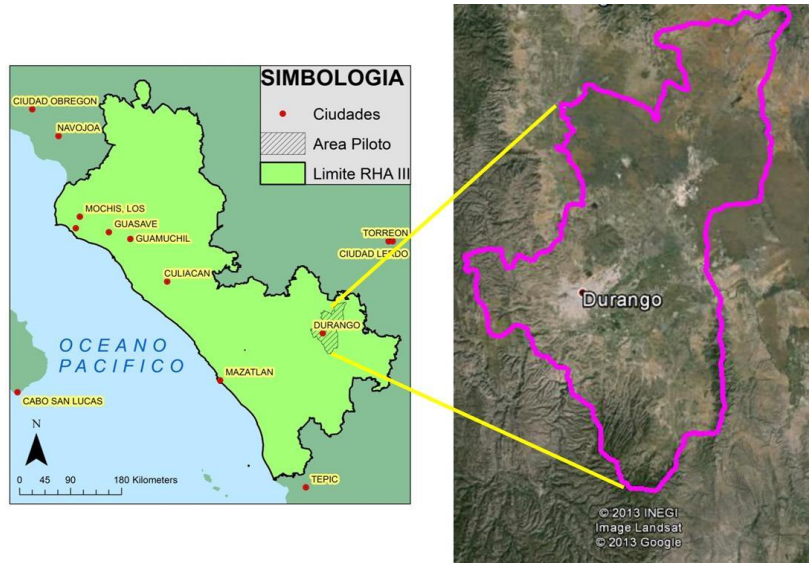 SIMBOLOGIA
Ciudades
Area Piloto
Limite RHA III
CIUDAD OBREGON
NAVOJOA
MOCHIS, LOS
GUASAVE
GUAMUCHIL
TORREON
CIUDAD LERDO
CULIACAN
DURANGO
OCEANO
PACIFICO
MAZATLAN
CABO SAN LUCAS
N
0 45 90 180 Kilometers
TEPIC
Durango
© 2013 INEGI
Image Landsat
© 2013 Google